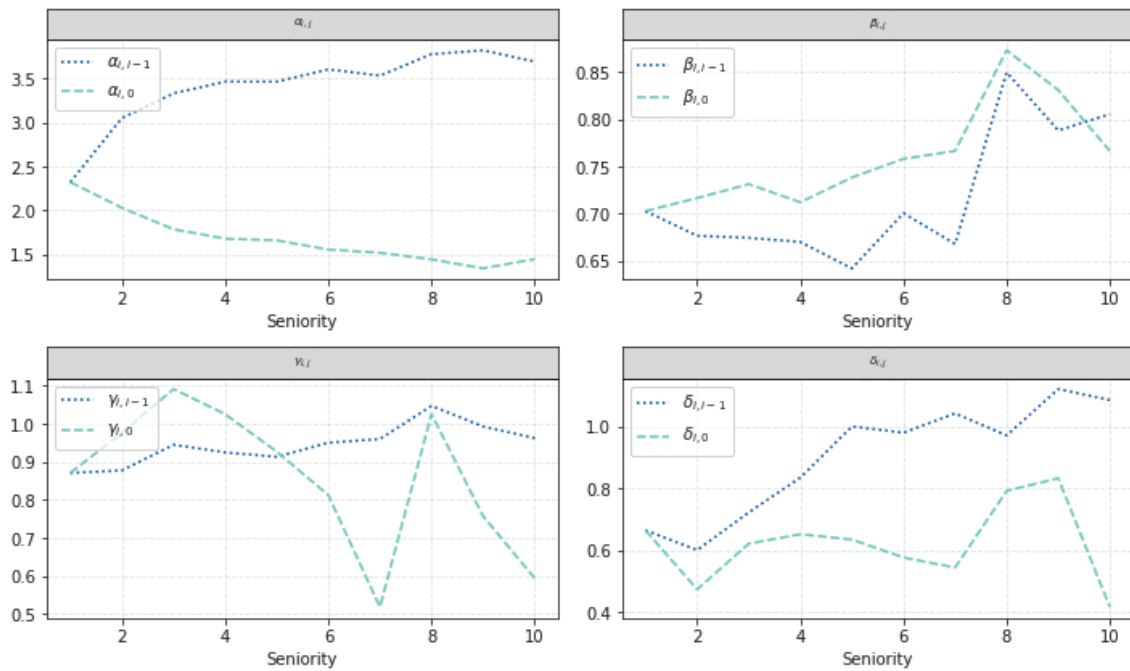 α_{i,j}
α_{i,i-1}
α_{i,0}
3.5
3.0
2.5
2.0
1.5
2 4 6 8 10
Seniority
β_{i,j}
β_{i,i-1}
β_{i,0}
0.85
0.80
0.75
0.70
0.65
2 4 6 8 10
Seniority
γ_{i,j}
γ_{i,i-1}
γ_{i,0}
1.1
1.0
0.9
0.8
0.7
0.6
0.5
2 4 6 8 10
Seniority
δ_{i,j}
δ_{i,i-1}
δ_{i,0}
1.0
0.8
0.6
0.4
2 4 6 8 10
Seniority